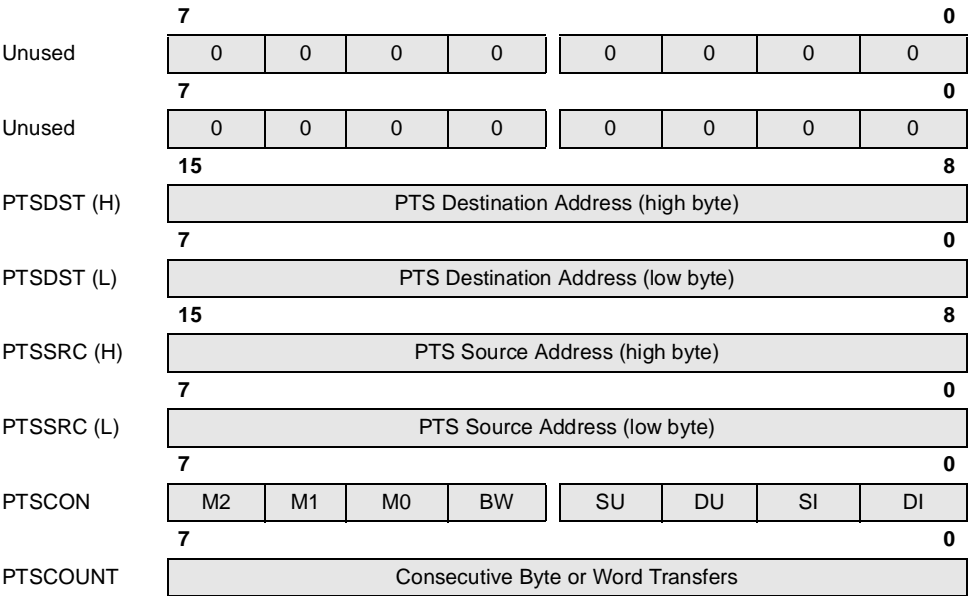 7 0
Unused 0 0 0 0 0 0 0 0
7 0
Unused 0 0 0 0 0 0 0 0
15 8
PTSDST (H) PTS Destination Address (high byte)
7 0
PTSDST (L) PTS Destination Address (low byte)
15 8
PTSSRC (H) PTS Source Address (high byte)
7 0
PTSSRC (L) PTS Source Address (low byte)
7 0
PTSCON M2 M1 M0 BW SU DU SI DI
7 0
PTSCOUNT Consecutive Byte or Word Transfers